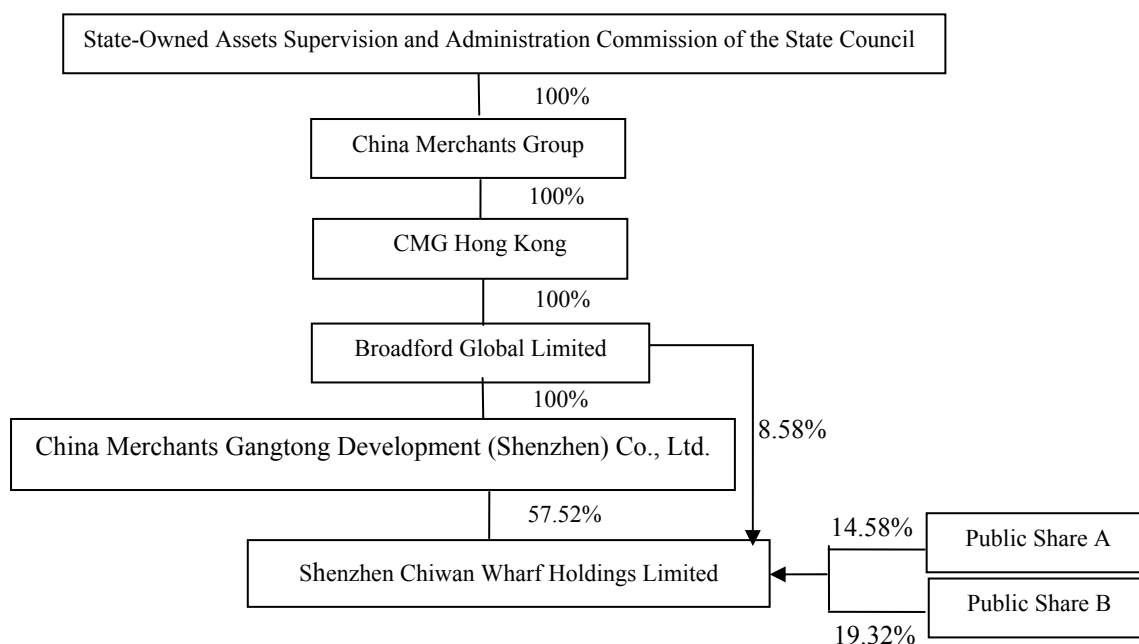 State-Owned Assets Supervision and Administration Commission of the State Council
100%
China Merchants Group
100%
CMG Hong Kong
100%
Broadford Global Limited
100%
China Merchants Gangtong Development (Shenzhen) Co., Ltd.
8.58%
57.52%
14.58%
Public Share A
Shenzhen Chiwan Wharf Holdings Limited
Public Share B
19.32%